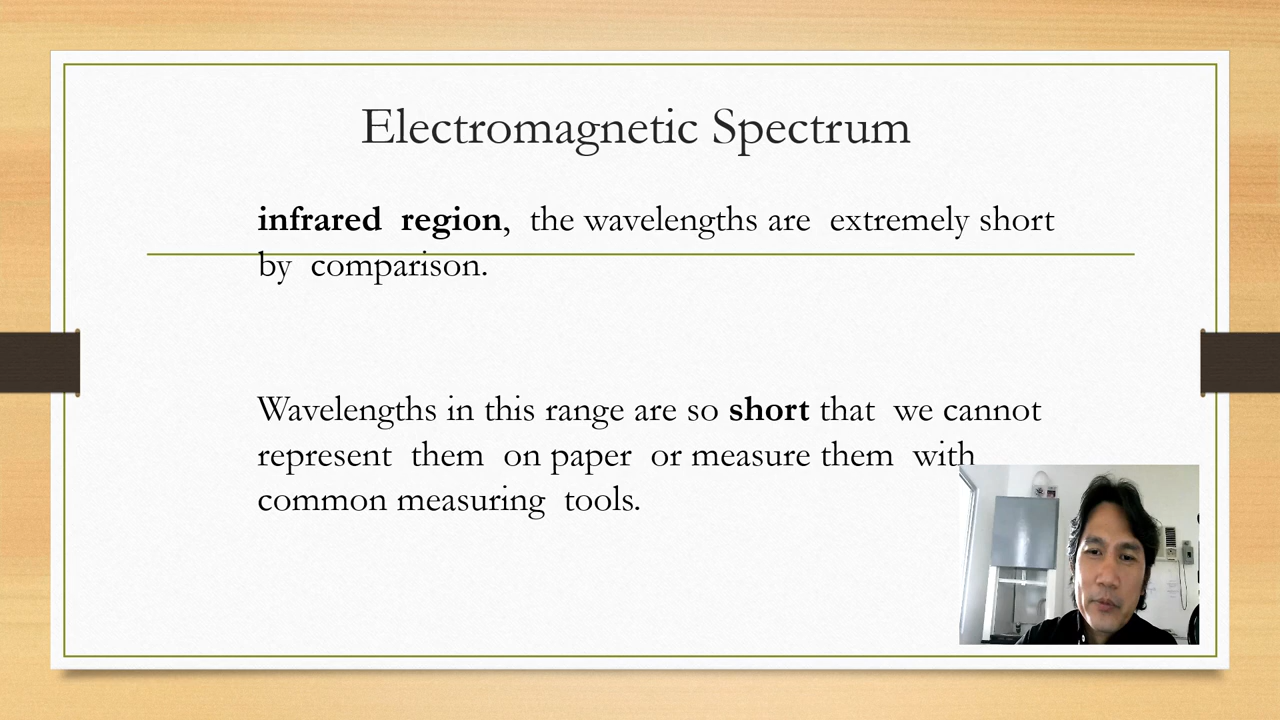 Electromagnetic Spectrum
infrared region, the wavelengths are extremely short
by comparison.
Wavelengths in this range are so short that we cannot
represent them on paper or measure them with
common measuring tools.